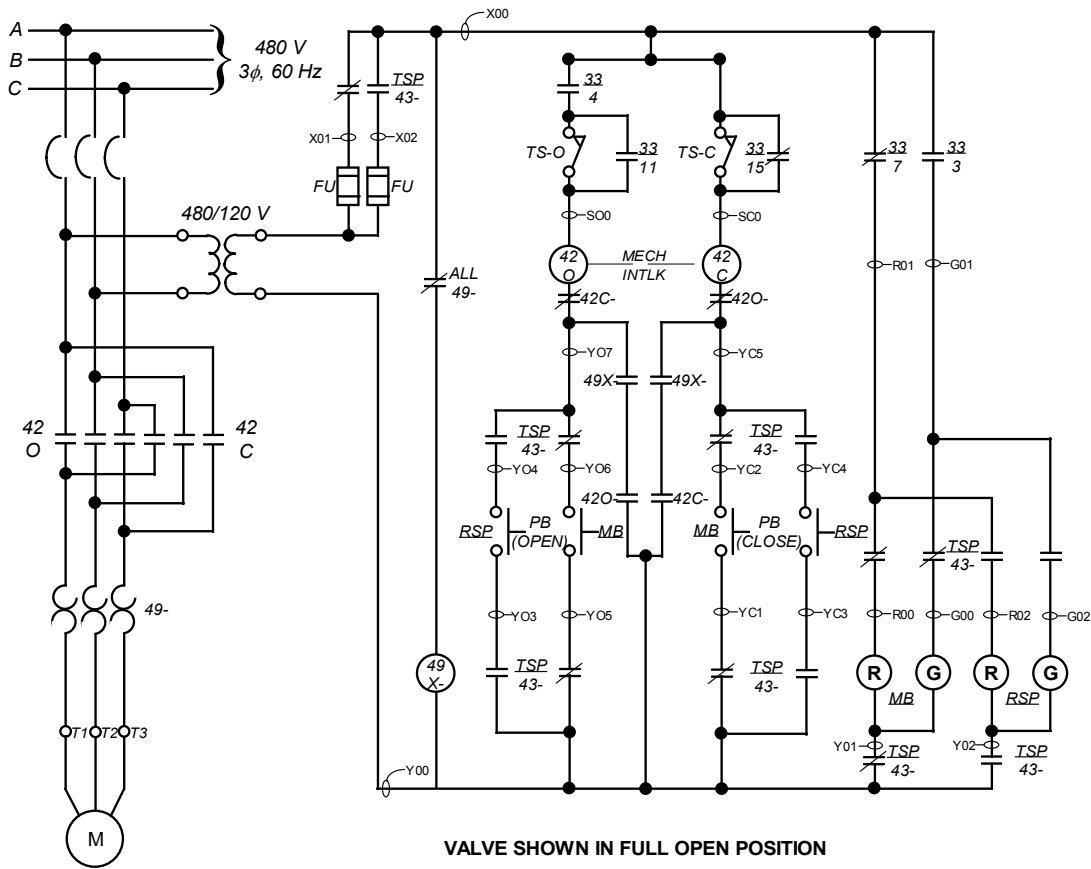 A
B
C
480 V
3ϕ, 60 Hz
X00
TSP
43-
X01
X02
FU
FU
33
4
TS-O
33
11
TS-C
33
15
33
7
33
3
480/120 V
ALL
49-
SO0
SC0
42
O
MECH
INTLK
42
C
R01
G01
42C-
42O-
YO7
YC5
49X-
49X-
42
O
42
C
TSP
43-
TSP
43-
YO4
YO6
YC2
YC4
42O-
42C-
RSP
PB
(OPEN)
MB
MB
PB
(CLOSE)
RSP
TSP
43-
49-
YO3
YO5
YC1
YC3
R00
G00
R02
G02
49
X-
TSP
43-
TSP
43-
R
G
R
G
MB
RSP
T1
T2
T3
Y01
TSP
43-
Y02
TSP
43-
Y00
M
VALVE SHOWN IN FULL OPEN POSITION